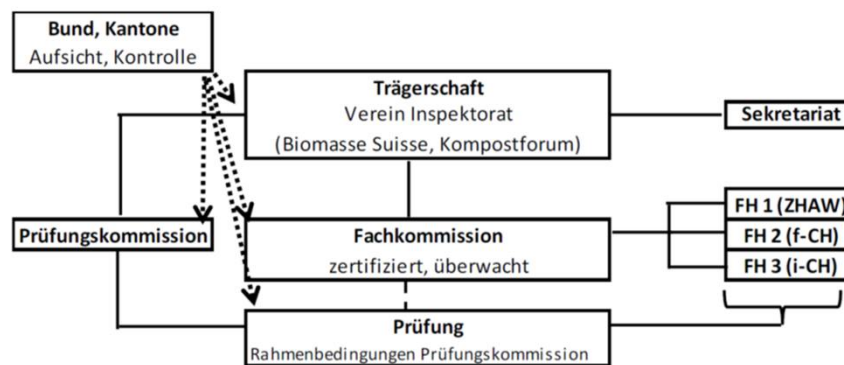 Bund, Kantone
Aufsicht, Kontrolle
Trägerschaft
Verein Inspektorat
(Biomasse Suisse, Kompostforum)
Sekretariat
Prüfungskommission
Fachkommission
zertifiziert, überwacht
FH 1 (ZHAW)
FH 2 (f-CH)
FH 3 (i-CH)
Prüfung
Rahmenbedingungen Prüfungskommission